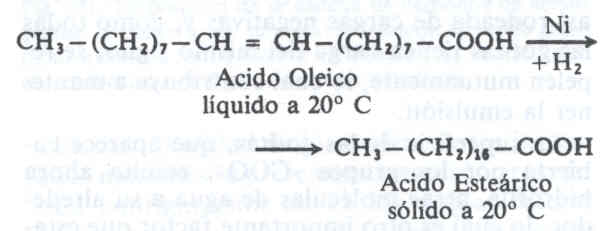 CH₃—(CH₂)₇—CH = CH—(CH₂)₇—COOH Ni →
+H₂
Acido Oleico
líquido a 20° C
→ CH₃—(CH₂)₁₆—COOH
Acido Esteárico
sólido a 20° C